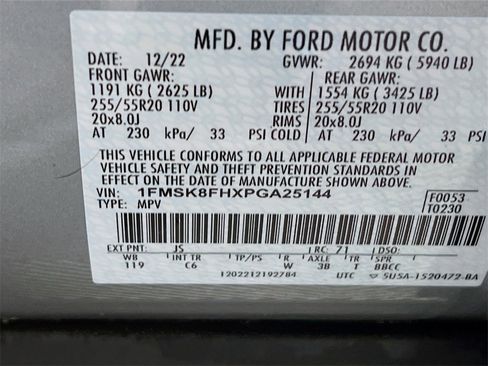 MFD. BY FORD MOTOR CO.
DATE: 12/22 GVWR: 2694 KG ( 5940 LB)
FRONT GAWR: REAR GAWR:
1191 KG ( 2625 LB) WITH 1554 KG ( 3425 LB)
255/55R20 110V TIRES 255/55R20 110V
20x8.0J RIMS 20x8.0J
AT 230 kPa/ 33 PSI COLD AT 230 kPa/ 33 PSI
THIS VEHICLE CONFORMS TO ALL APPLICABLE FEDERAL MOTOR
VEHICLE SAFETY AND THEFT PREVENTION STANDARDS IN
EFFECT ON THE DATE OF MANUFACTURE SHOWN ABOVE.
VIN: 1FMSK8FHXPGA25144 F0053
TYPE: MPV T0230
EXT PNT: JS RC: 71 DSO:
WB INT TR TP/PS R AXLE TR SPR
119 C6 W 3B T BBCC
1202212192784 UTC 5U5A-1520472-BA